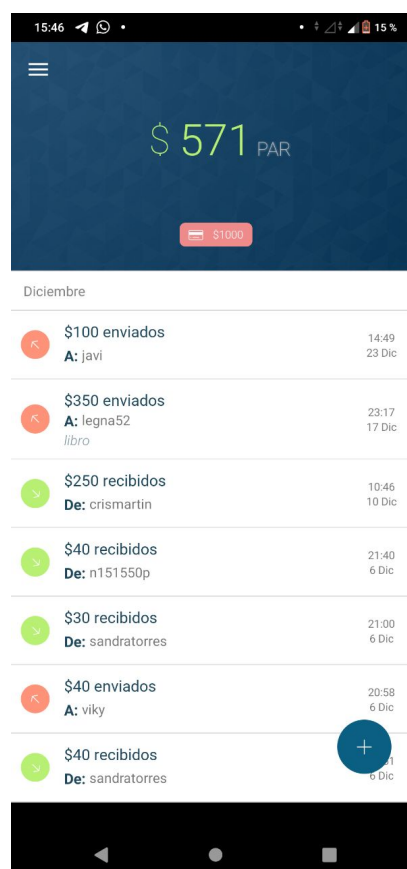 15:46
15 %
$ 571 PAR
$1000
Diciembre
$100 enviados
A: javi
14:49
23 Dic
$350 enviados
A: legna52
libro
23:17
17 Dic
$250 recibidos
De: crismartin
10:46
10 Dic
$40 recibidos
De: n151550p
21:40
6 Dic
$30 recibidos
De: sandratorres
21:00
6 Dic
$40 enviados
A: viky
20:58
6 Dic
$40 recibidos
De: sandratorres
6 Dic